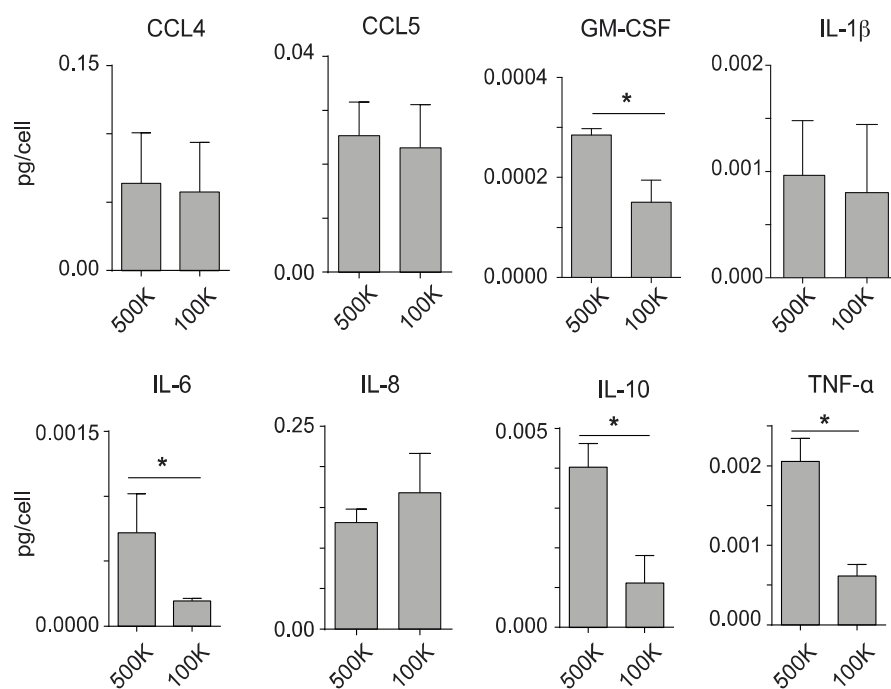 CCL4
CCL5
GM-CSF
IL-1β
0.15
0.04
0.0004
0.002
*
pg/cell
0.0002
0.001
0.00
0.00
0.0000
0.000
500K
100K
500K
100K
500K
100K
500K
100K
IL-6
IL-8
IL-10
TNF-α
0.0015
0.25
0.005
*
*
*
0.002
pg/cell
0.001
0.0000
0.00
0.000
0.000
500K
100K
500K
100K
500K
100K
500K
100K